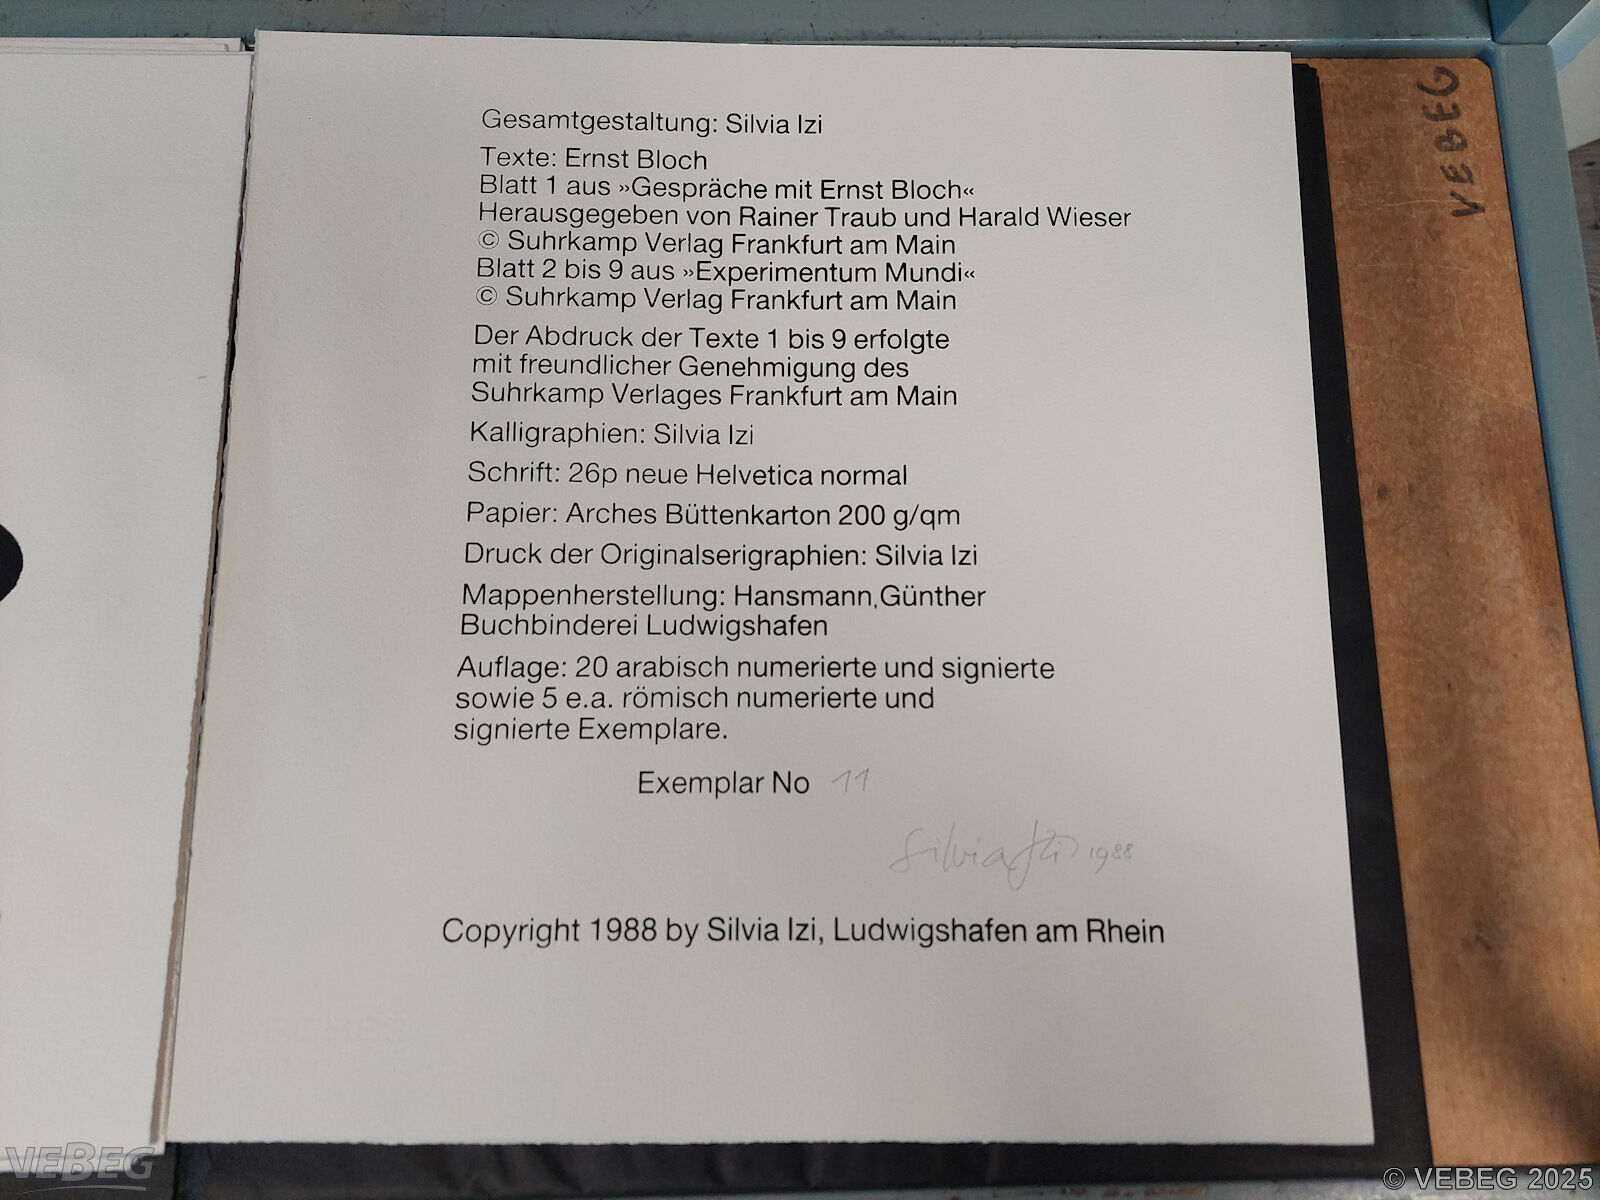 Gesamtgestaltung: Silvia Izi
Texte: Ernst Bloch
Blatt 1 aus »Gespräche mit Ernst Bloch«
Herausgegeben von Rainer Traub und Harald Wieser
© Suhrkamp Verlag Frankfurt am Main
Blatt 2 bis 9 aus »Experimentum Mundi«
© Suhrkamp Verlag Frankfurt am Main
Der Abdruck der Texte 1 bis 9 erfolgte
mit freundlicher Genehmigung des
Suhrkamp Verlages Frankfurt am Main
Kalligraphien: Silvia Izi
Schrift: 26p neue Helvetica normal
Papier: Arches Büttenkarton 200 g/qm
Druck der Originalserigraphien: Silvia Izi
Mappenherstellung: Hansmann,Günther
Buchbinderei Ludwigshafen
Auflage: 20 arabisch numerierte und signierte
sowie 5 e.a. römisch numerierte und
signierte Exemplare.
Exemplar No 11
Silvia Izi 1988
Copyright 1988 by Silvia Izi, Ludwigshafen am Rhein
ARCHES
VEBEG
VEBEG
© VEBEG 2025